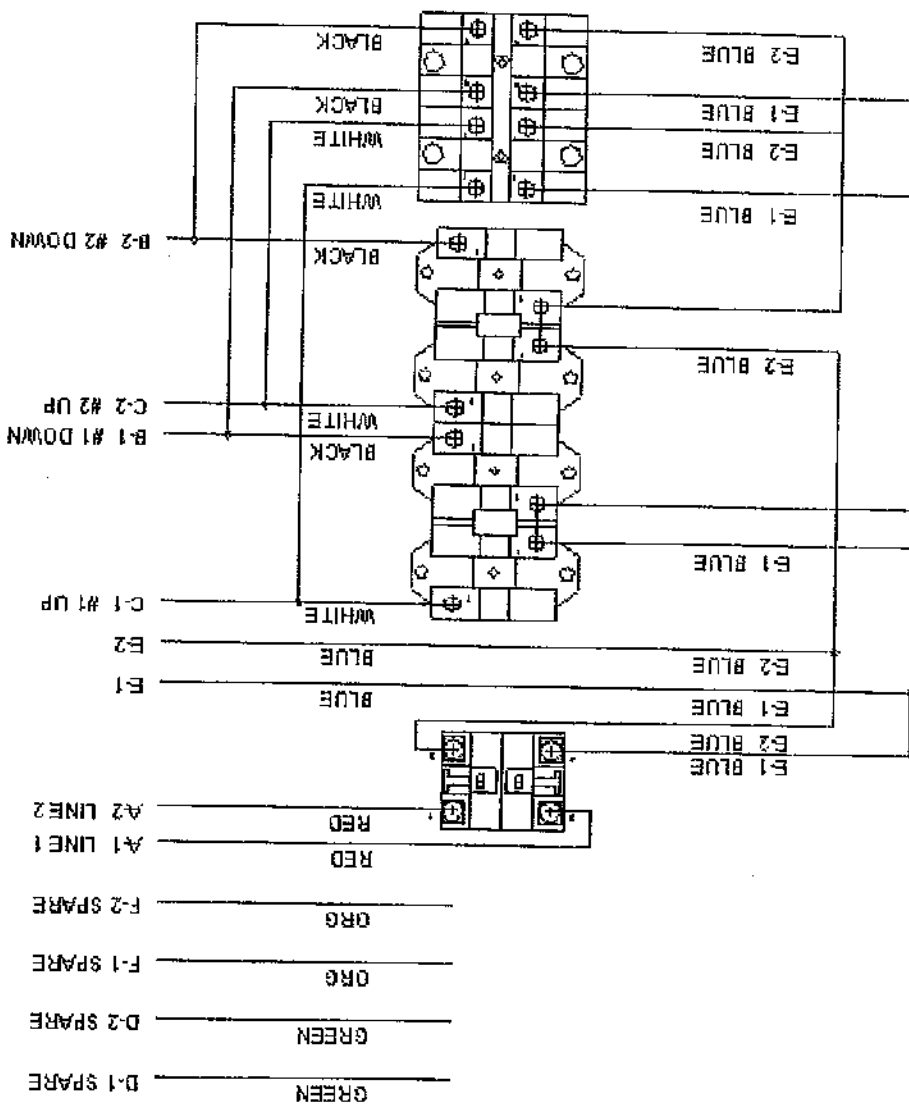 GREEN D-1 SPARE
GREEN D-2 SPARE
ORG F-1 SPARE
ORG F-2 SPARE
RED A-1 LINE 1
RED A-2 LINE 2
B B
E-1 BLUE
E-2 BLUE
E-1 BLUE BLUE E-1
E-2 BLUE BLUE E-2
WHITE C-1 #1 UP
E-1 BLUE
BLACK B-1 #1 DOWN
WHITE C-2 #2 UP
E-2 BLUE
BLACK B-2 #2 DOWN
E-1 BLUE WHITE
E-2 BLUE WHITE
E-1 BLUE BLACK
E-2 BLUE BLACK